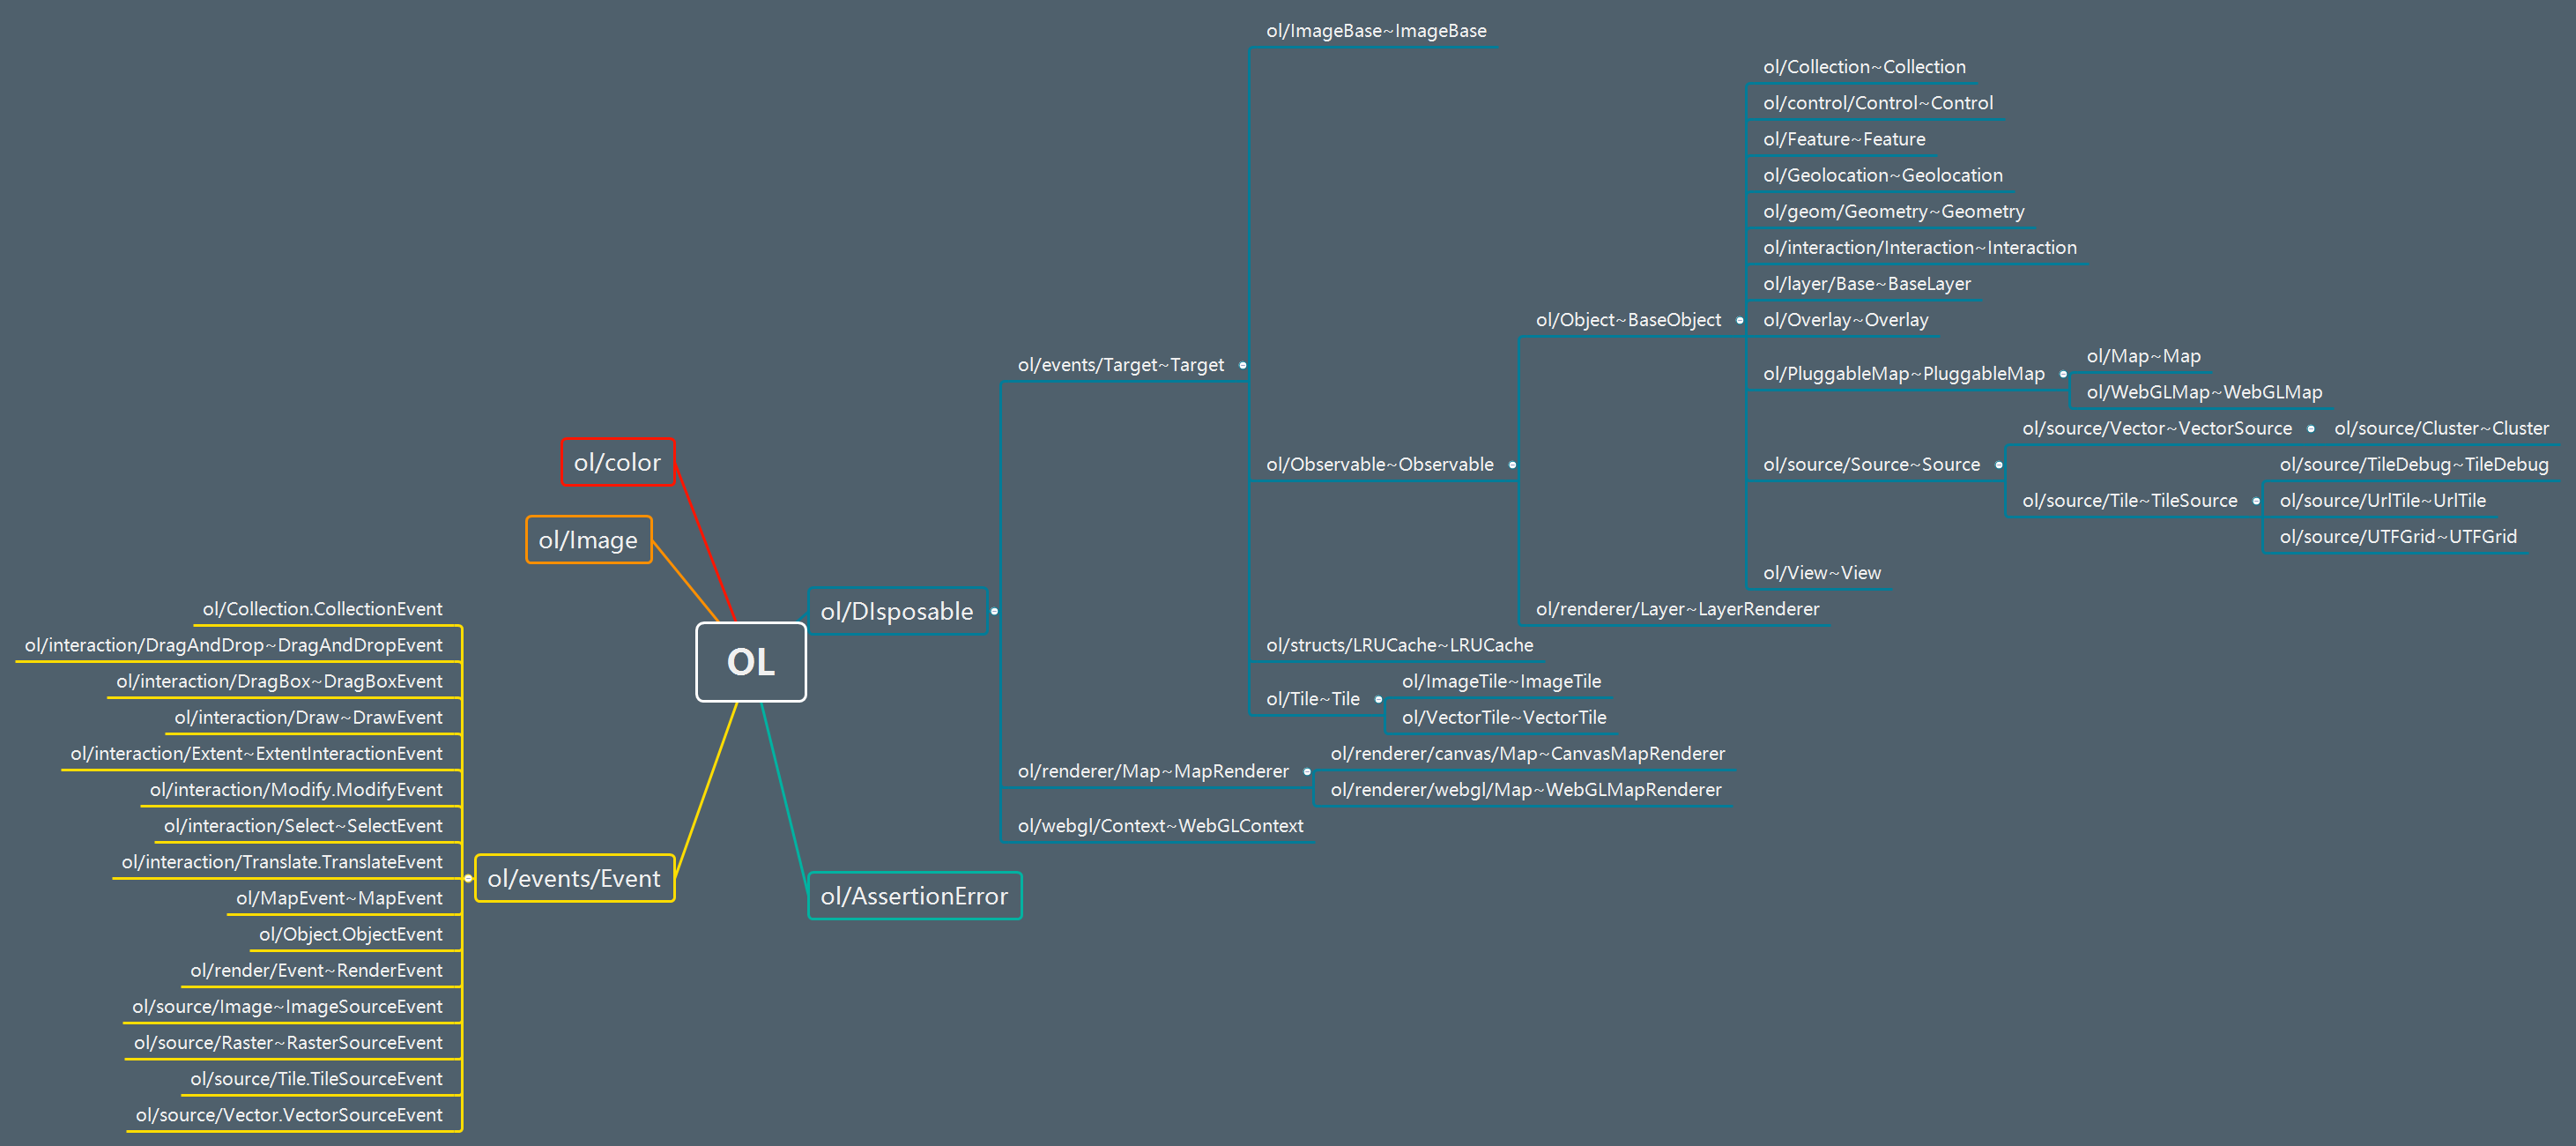 OL
ol/color
ol/Image
ol/events/Event
ol/Collection.CollectionEvent
ol/interaction/DragAndDrop~DragAndDropEvent
ol/interaction/DragBox~DragBoxEvent
ol/interaction/Draw~DrawEvent
ol/interaction/Extent~ExtentInteractionEvent
ol/interaction/Modify.ModifyEvent
ol/interaction/Select~SelectEvent
ol/interaction/Translate.TranslateEvent
ol/MapEvent~MapEvent
ol/Object.ObjectEvent
ol/render/Event~RenderEvent
ol/source/Image~ImageSourceEvent
ol/source/Raster~RasterSourceEvent
ol/source/Tile.TileSourceEvent
ol/source/Vector.VectorSourceEvent
ol/DIsposable
ol/events/Target~Target
ol/ImageBase~ImageBase
ol/Observable~Observable
ol/Object~BaseObject
ol/Collection~Collection
ol/control/Control~Control
ol/Feature~Feature
ol/Geolocation~Geolocation
ol/geom/Geometry~Geometry
ol/interaction/Interaction~Interaction
ol/layer/Base~BaseLayer
ol/Overlay~Overlay
ol/PluggableMap~PluggableMap
ol/Map~Map
ol/WebGLMap~WebGLMap
ol/source/Source~Source
ol/source/Vector~VectorSource
ol/source/Cluster~Cluster
ol/source/Tile~TileSource
ol/source/TileDebug~TileDebug
ol/source/UrlTile~UrlTile
ol/source/UTFGrid~UTFGrid
ol/View~View
ol/renderer/Layer~LayerRenderer
ol/structs/LRUCache~LRUCache
ol/Tile~Tile
ol/ImageTile~ImageTile
ol/VectorTile~VectorTile
ol/renderer/Map~MapRenderer
ol/renderer/canvas/Map~CanvasMapRenderer
ol/renderer/webgl/Map~WebGLMapRenderer
ol/webgl/Context~WebGLContext
ol/AssertionError